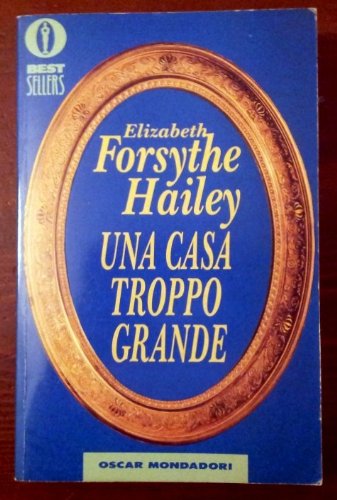 BEST
SELLERS
Elizabeth
Forsythe
Hailey
UNA CASA
TROPPO
GRANDE
OSCAR MONDADORI